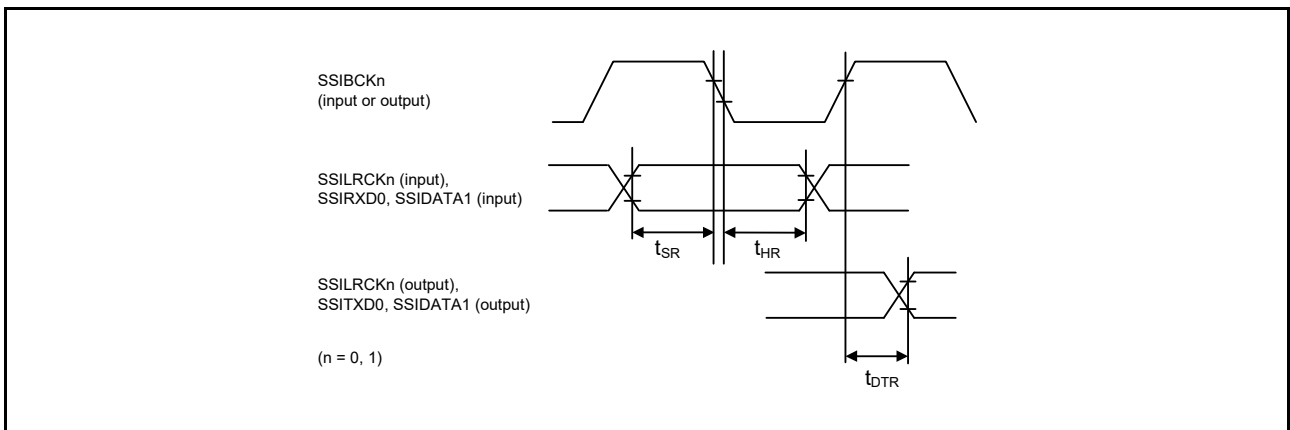 SSIBCKn
(input or output)
SSILRCKn (input),
SSIRXD0, SSIDATA1 (input)
tSR
tHR
SSILRCKn (output),
SSITXD0, SSIDATA1 (output)
(n = 0, 1)
tDTR